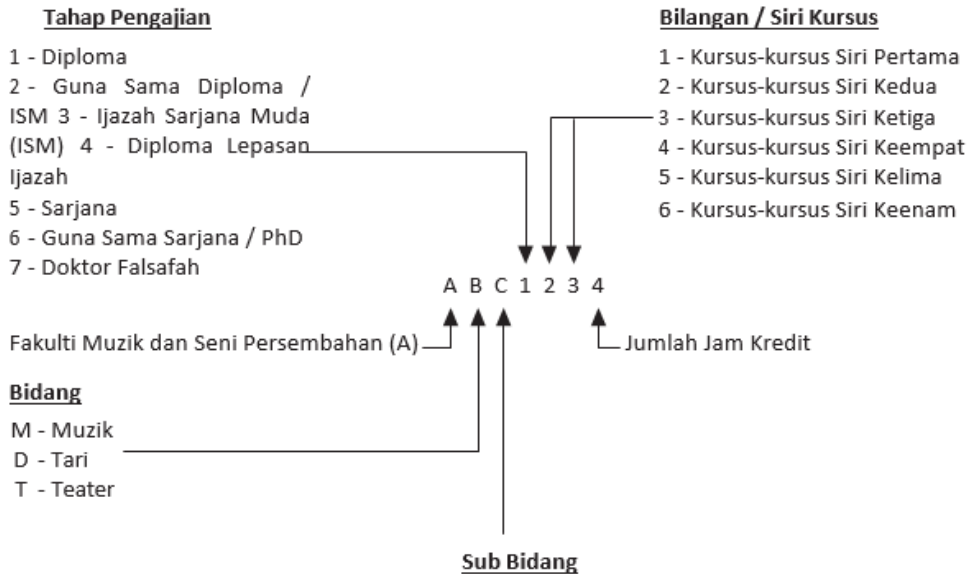 Tahap Pengajian
1 - Diploma
2 - Guna Sama Diploma /
ISM 3 - Ijazah Sarjana Muda
(ISM) 4 - Diploma Lepasan
Ijazah
5 - Sarjana
6 - Guna Sama Sarjana / PhD
7 - Doktor Falsafah
Bilangan / Siri Kursus
1 - Kursus-kursus Siri Pertama
2 - Kursus-kursus Siri Kedua
3 - Kursus-kursus Siri Ketiga
4 - Kursus-kursus Siri Keempat
5 - Kursus-kursus Siri Kelima
6 - Kursus-kursus Siri Keenam
A B C 1 2 3 4
Fakulti Muzik dan Seni Persembahan (A)
Jumlah Jam Kredit
Bidang
M - Muzik
D - Tari
T - Teater
Sub Bidang